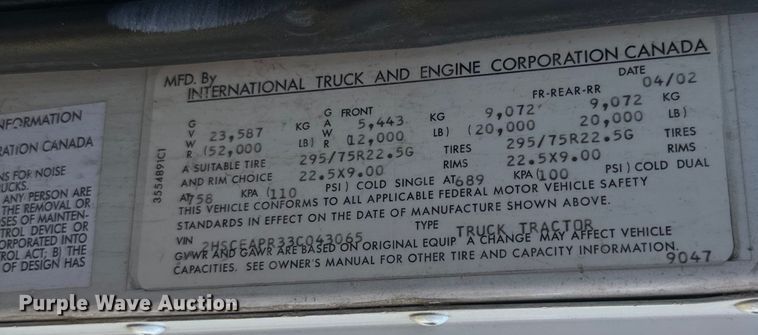 NFORMATION
RATION CANADA
NS FOR NOISE
UCKS.
ANY PERSON ARE
THE REMOVAL OR
SES OF MAINTEN-
TROL DEVICE OR
ORPORATED INTO
ROL ACT; B) THE
OF DESIGN HAS
3554891C1
MFD. By INTERNATIONAL TRUCK AND ENGINE CORPORATION CANADA
FRONT FR-REAR-RR DATE 04/02
GVWR 23,587 KG GAWR 5,443 KG 9,072 9,072 KG
(52,000 LB) (12,000 LB) (20,000 20,000 LB)
A SUITABLE TIRE 295/75R22.5G TIRES 295/75R22.5G TIRES
AND RIM CHOICE 22.5X9.00 RIMS 22.5X9.00 RIMS
AT 758 KPA (110 PSI) COLD SINGLE AT 689 KPA (100 PSI) COLD DUAL
THIS VEHICLE CONFORMS TO ALL APPLICABLE FEDERAL MOTOR VEHICLE SAFETY
STANDARDS IN EFFECT ON THE DATE OF MANUFACTURE SHOWN ABOVE.
VIN 2HSCEAPR33C043065 TYPE TRUCK TRACTOR
GVWR AND GAWR ARE BASED ON ORIGINAL EQUIP A CHANGE MAY AFFECT VEHICLE
CAPACITIES. SEE OWNER'S MANUAL FOR OTHER TIRE AND CAPACITY INFORMATION.
9047
Purple Wave Auction